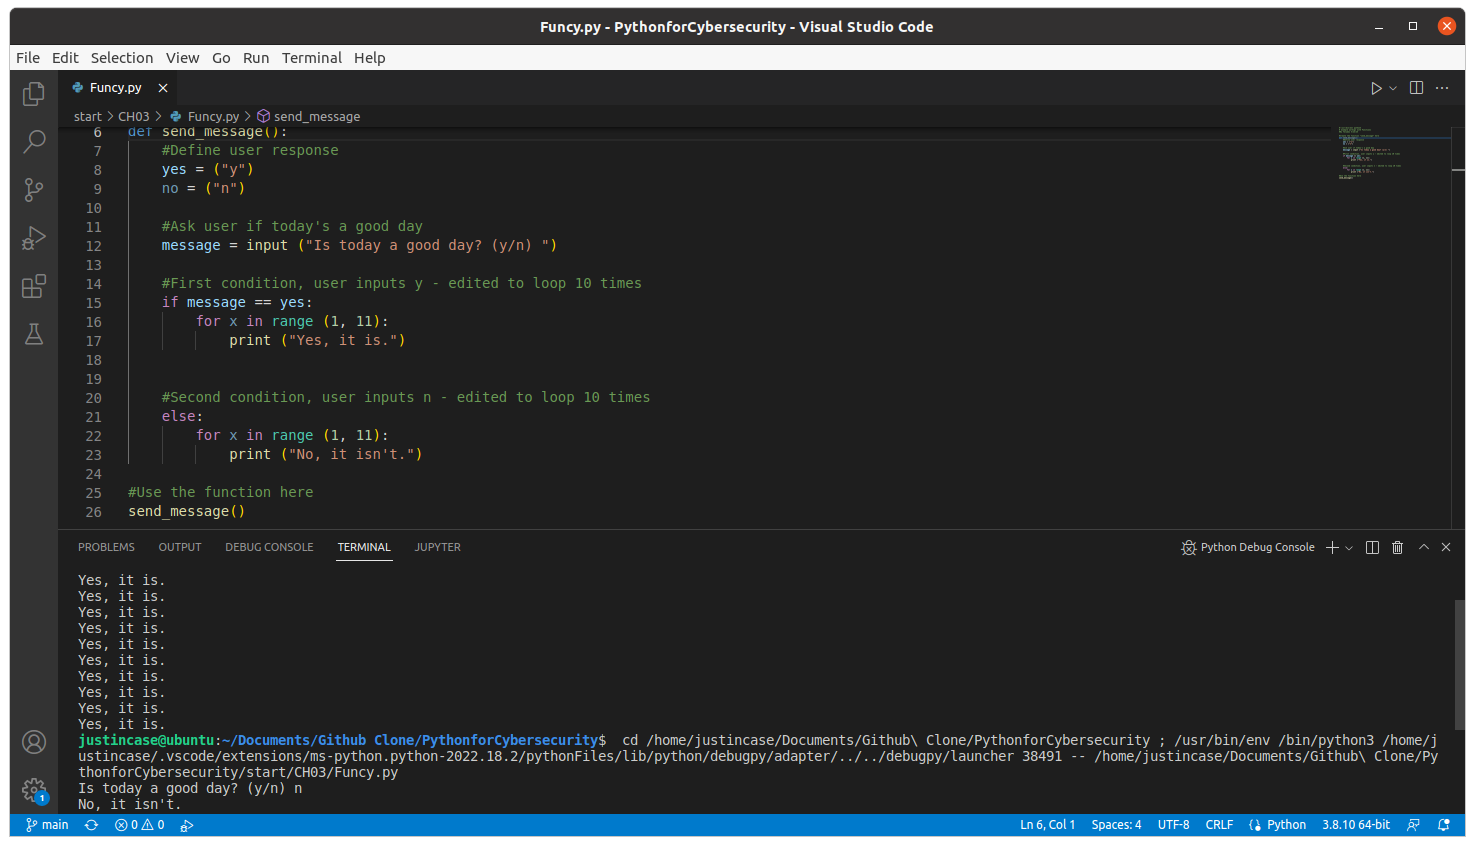 Funcy.py - PythonforCybersecurity - Visual Studio Code
File Edit Selection View Go Run Terminal Help
Funcy.py
start > CH03 > Funcy.py > send_message
6 def send_message():
7 #Define user response
8 yes = ("y")
9 no = ("n")
10
11 #Ask user if today's a good day
12 message = input ("Is today a good day? (y/n) ")
13
14 #First condition, user inputs y - edited to loop 10 times
15 if message == yes:
16 for x in range (1, 11):
17 print ("Yes, it is.")
18
19
20 #Second condition, user inputs n - edited to loop 10 times
21 else:
22 for x in range (1, 11):
23 print ("No, it isn't.")
24
25 #Use the function here
26 send_message()
PROBLEMS OUTPUT DEBUG CONSOLE TERMINAL JUPYTER Python Debug Console
Yes, it is.
Yes, it is.
Yes, it is.
Yes, it is.
Yes, it is.
Yes, it is.
Yes, it is.
Yes, it is.
Yes, it is.
Yes, it is.
justincase@ubuntu:~/Documents/Github Clone/PythonforCybersecurity$ cd /home/justincase/Documents/Github\ Clone/PythonforCybersecurity ; /usr/bin/env /bin/python3 /home/j
ustincase/.vscode/extensions/ms-python.python-2022.18.2/pythonFiles/lib/python/debugpy/adapter/../../debugpy/launcher 38491 -- /home/justincase/Documents/Github\ Clone/Py
thonforCybersecurity/start/CH03/Funcy.py
Is today a good day? (y/n) n
No, it isn't.
1
main 0 0 Ln 6, Col 1 Spaces: 4 UTF-8 CRLF Python 3.8.10 64-bit